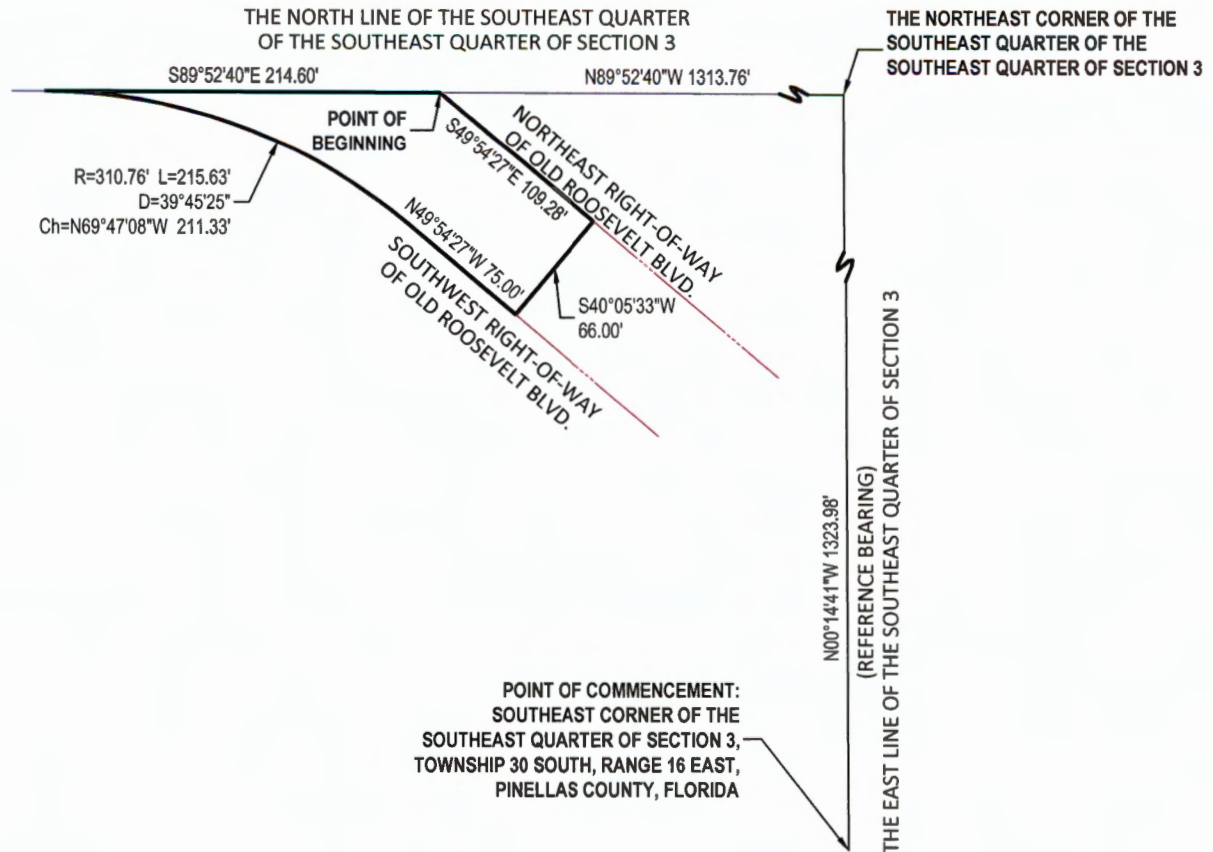 THE NORTH LINE OF THE SOUTHEAST QUARTER
OF THE SOUTHEAST QUARTER OF SECTION 3
THE NORTHEAST CORNER OF THE
SOUTHEAST QUARTER OF THE
SOUTHEAST QUARTER OF SECTION 3
S89°52'40"E 214.60'
N89°52'40"W 1313.76'
POINT OF
BEGINNING
NORTHEAST RIGHT-OF-WAY
OF OLD ROOSEVELT BLVD.
S49°54'27"E 109.28'
R=310.76' L=215.63'
D=39°45'25"
Ch=N69°47'08"W 211.33'
N49°54'27"W 75.00'
SOUTHWEST RIGHT-OF-WAY
OF OLD ROOSEVELT BLVD.
S40°05'33"W
66.00'
N00°14'41"W 1323.98'
(REFERENCE BEARING)
THE EAST LINE OF THE SOUTHEAST QUARTER OF SECTION 3
POINT OF COMMENCEMENT:
SOUTHEAST CORNER OF THE
SOUTHEAST QUARTER OF SECTION 3,
TOWNSHIP 30 SOUTH, RANGE 16 EAST,
PINELLAS COUNTY, FLORIDA